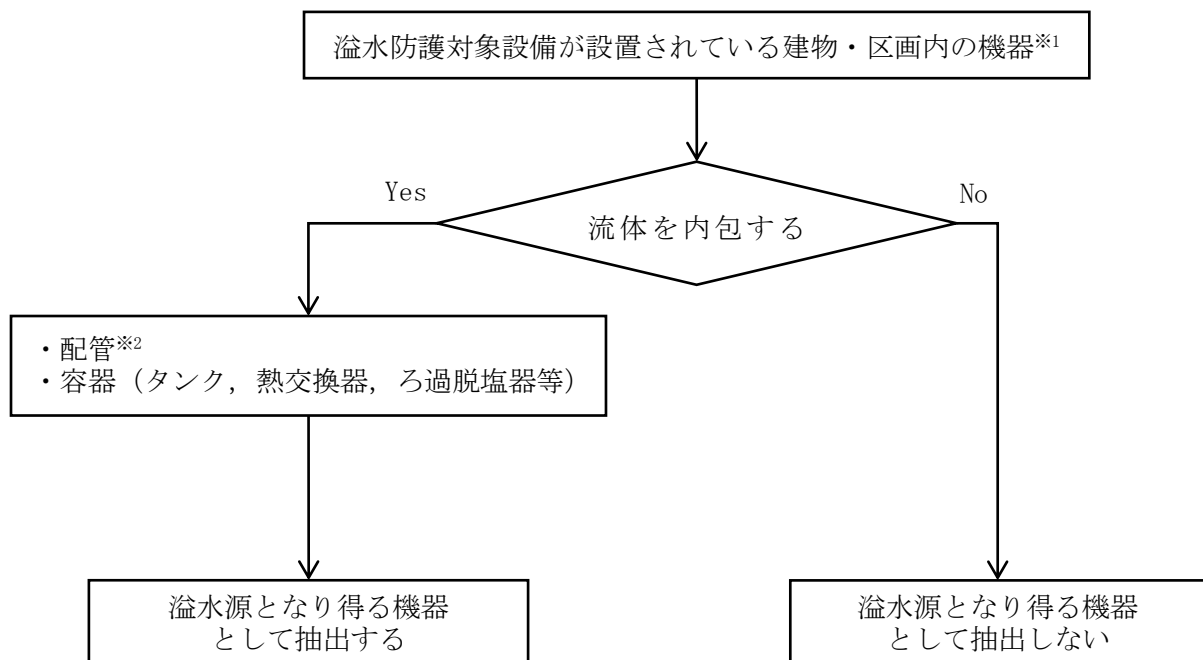 溢水防護対象設備が設置されている建物・区画内の機器※1
Yes
No
流体を内包する
・配管※2
・容器（タンク，熱交換器，ろ過脱塩器等）
溢水源となり得る機器
として抽出する
溢水源となり得る機器
として抽出しない